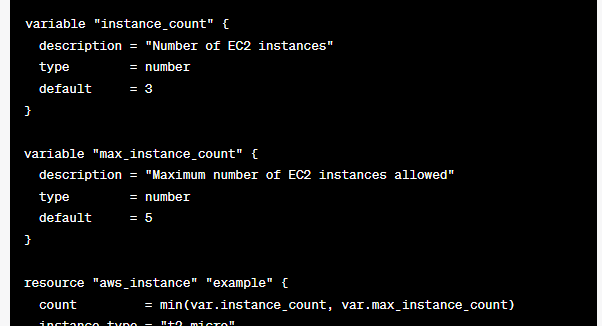 variable "instance_count" {
  description = "Number of EC2 instances"
  type        = number
  default     = 3
}

variable "max_instance_count" {
  description = "Maximum number of EC2 instances allowed"
  type        = number
  default     = 5
}

resource "aws_instance" "example" {
  count         = min(var.instance_count, var.max_instance_count)
  instance_type = "t2.micro"